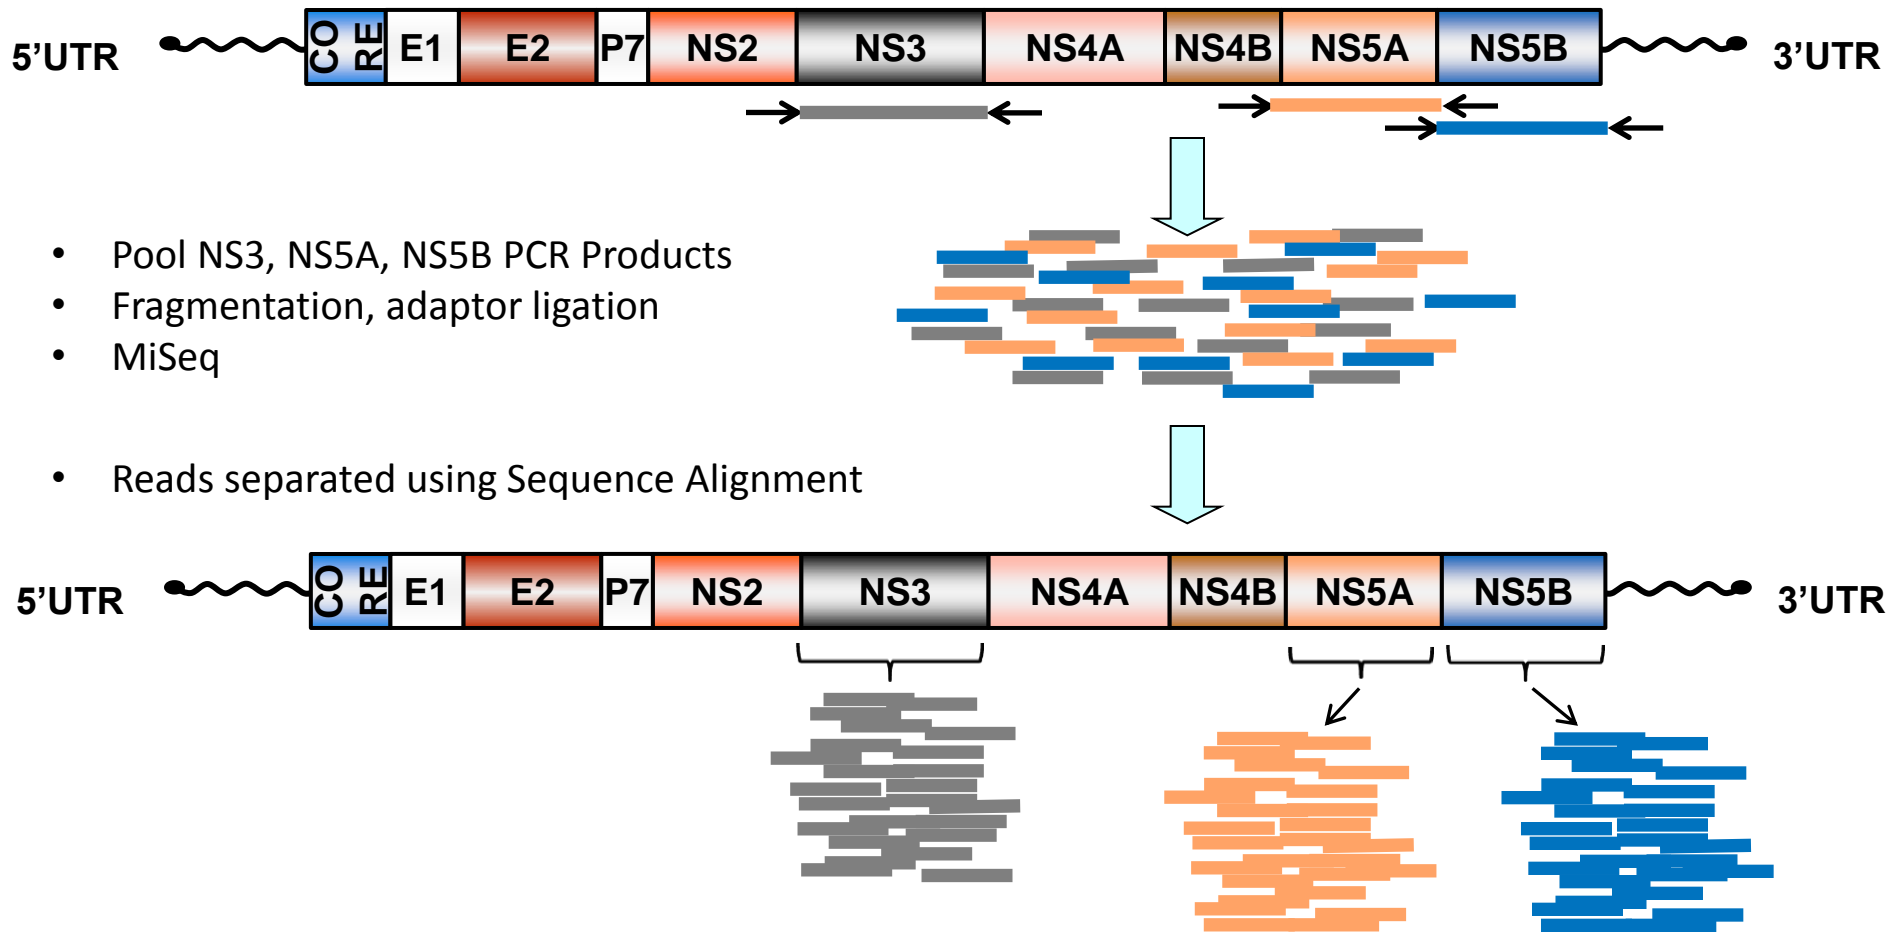 5'UTR CO RE E1 E2 P7 NS2 NS3 NS4A NS4B NS5A NS5B 3'UTR
• Pool NS3, NS5A, NS5B PCR Products
• Fragmentation, adaptor ligation
• MiSeq
• Reads separated using Sequence Alignment
5'UTR CO RE E1 E2 P7 NS2 NS3 NS4A NS4B NS5A NS5B 3'UTR